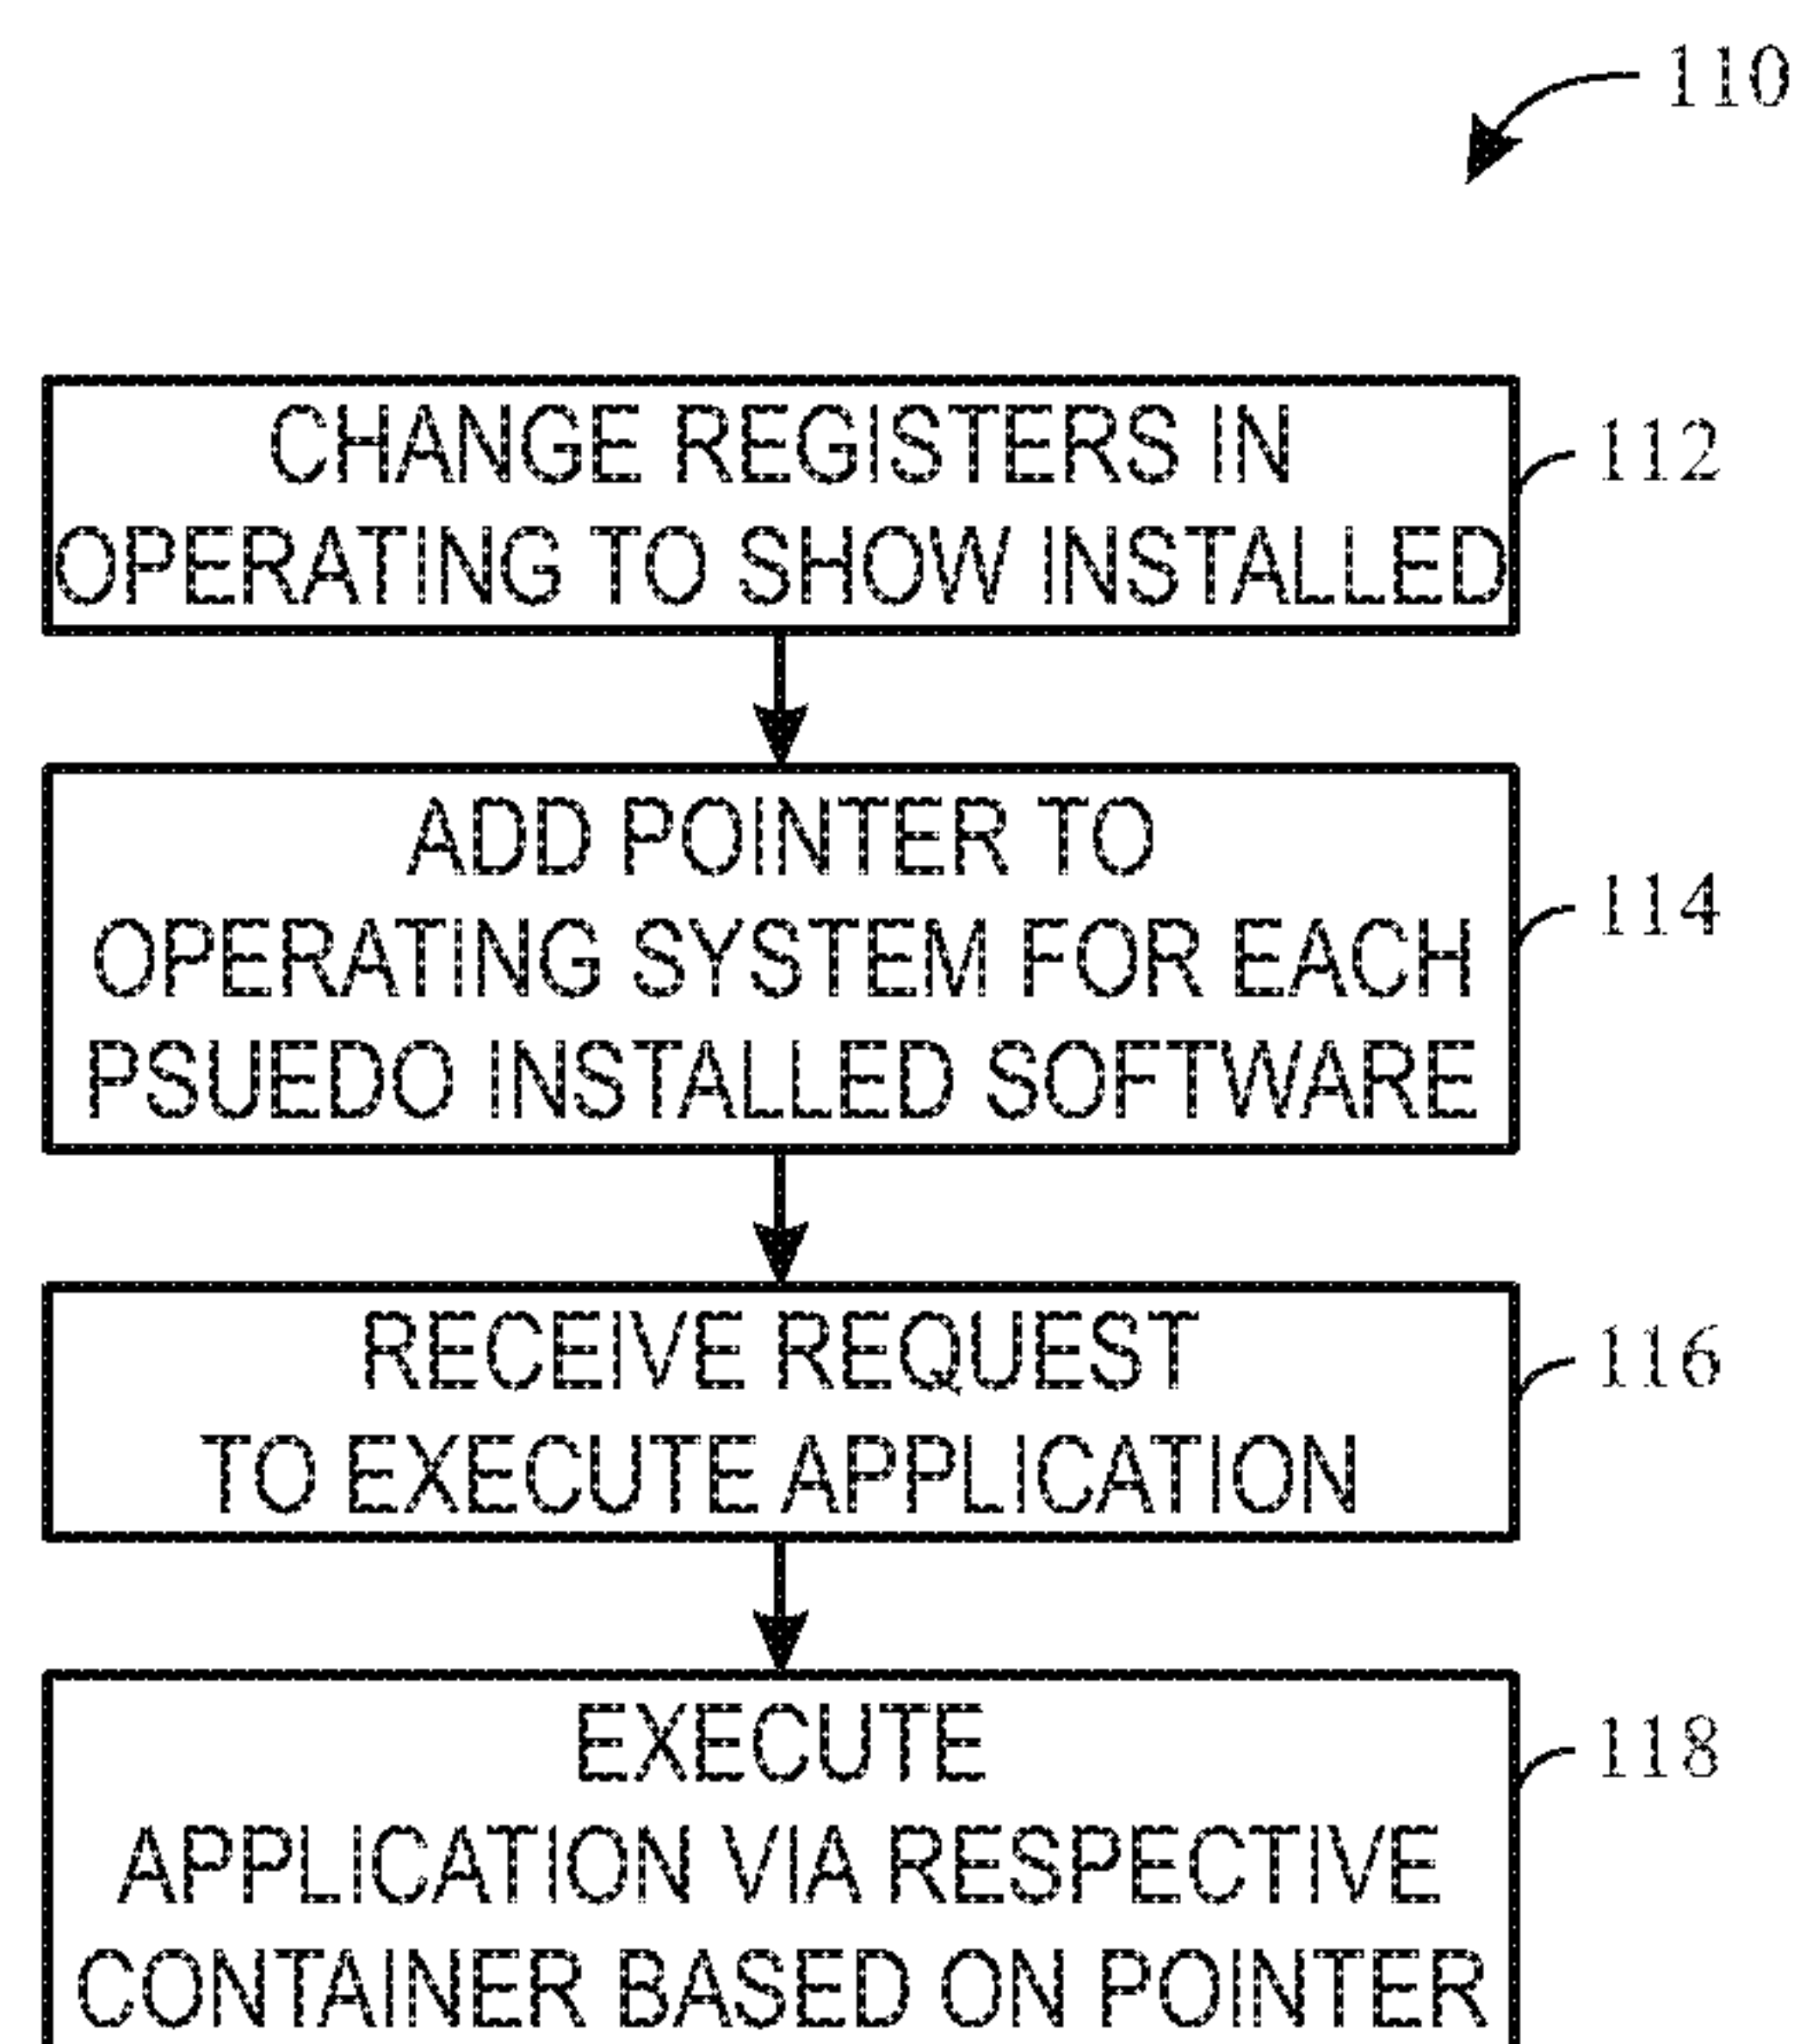 110
CHANGE REGISTERS IN
OPERATING TO SHOW INSTALLED
112
ADD POINTER TO
OPERATING SYSTEM FOR EACH
PSUEDO INSTALLED SOFTWARE
114
RECEIVE REQUEST
TO EXECUTE APPLICATION
116
EXECUTE
APPLICATION VIA RESPECTIVE
CONTAINER BASED ON POINTER
118